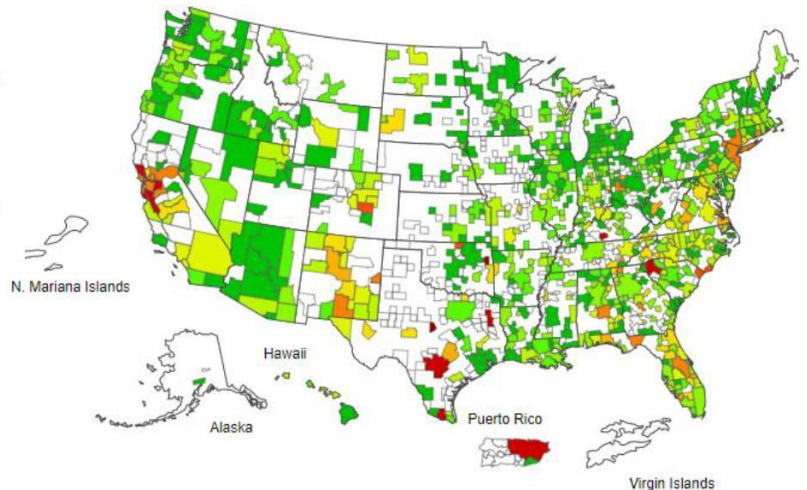 N. Mariana Islands
Hawaii
Alaska
Puerto Rico
Virgin Islands